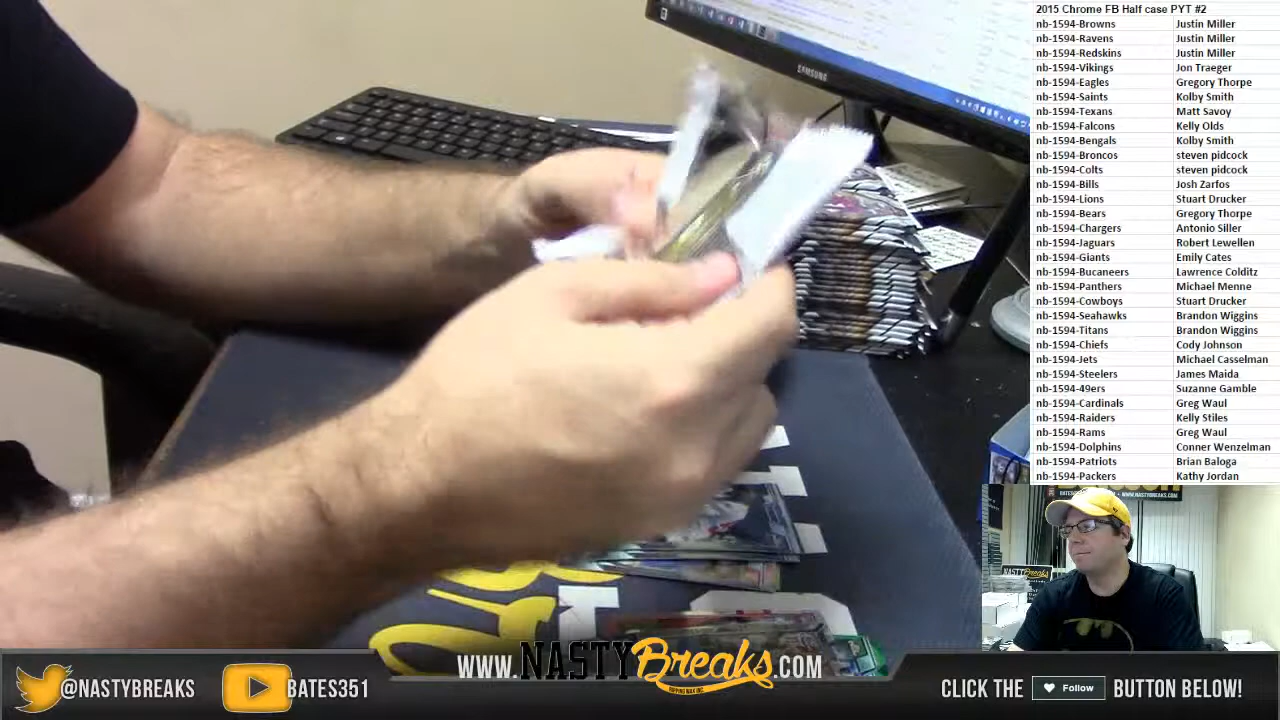 2015 Chrome FB Half case PYT #2
nb-1594-Browns Justin Miller
nb-1594-Ravens Justin Miller
nb-1594-Redskins Justin Miller
nb-1594-Vikings Jon Traeger
nb-1594-Eagles Gregory Thorpe
nb-1594-Saints Kolby Smith
nb-1594-Texans Matt Savoy
nb-1594-Falcons Kelly Olds
nb-1594-Bengals Kolby Smith
nb-1594-Broncos steven pidcock
nb-1594-Colts steven pidcock
nb-1594-Bills Josh Zarfos
nb-1594-Lions Stuart Drucker
nb-1594-Bears Gregory Thorpe
nb-1594-Chargers Antonio Siller
nb-1594-Jaguars Robert Lewellen
nb-1594-Giants Emily Cates
nb-1594-Bucaneers Lawrence Colditz
nb-1594-Panthers Michael Menne
nb-1594-Cowboys Stuart Drucker
nb-1594-Seahawks Brandon Wiggins
nb-1594-Titans Brandon Wiggins
nb-1594-Chiefs Cody Johnson
nb-1594-Jets Michael Casselman
nb-1594-Steelers James Maida
nb-1594-49ers Suzanne Gamble
nb-1594-Cardinals Greg Waul
nb-1594-Raiders Kelly Stiles
nb-1594-Rams Greg Waul
nb-1594-Dolphins Conner Wenzelman
nb-1594-Patriots Brian Baloga
nb-1594-Packers Kathy Jordan
SAMSUNG
NASTY Breaks
@NASTYBREAKS
BATES351
WWW.NASTYBreaks.COM
RIPPING WAX INC.
CLICK THE Follow BUTTON BELOW!